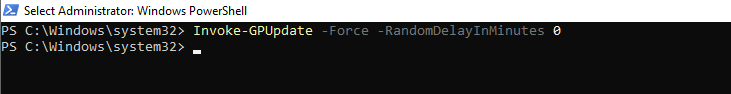 Select Administrator: Windows PowerShell
PS C:\Windows\system32> Invoke-GPUpdate -Force -RandomDelayInMinutes 0
PS C:\Windows\system32>